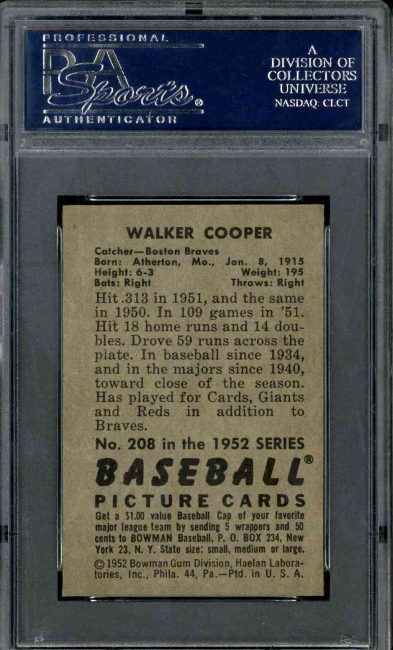 PROFESSIONAL
PSA
Sports®
AUTHENTICATOR
A
DIVISION OF
COLLECTORS
UNIVERSE
NASDAQ: CLCT
WALKER COOPER
Catcher—Boston Braves
Born: Atherton, Mo., Jan. 8, 1915
Height: 6-3 Weight: 195
Bats: Right Throws: Right
Hit .313 in 1951, and the same
in 1950. In 109 games in '51.
Hit 18 home runs and 14 dou-
bles. Drove 59 runs across the
plate. In baseball since 1934,
and in the majors since 1940,
toward close of the season.
Has played for Cards, Giants
and Reds in addition to
Braves.
No. 208 in the 1952 SERIES
BASEBALL®
PICTURE CARDS
Get a $1.00 value Baseball Cap of your favorite
major league team by sending 5 wrappers and 50
cents to BOWMAN Baseball, P. O. BOX 234, New
York 23, N. Y. State size: small, medium or large.
©1952 Bowman Gum Division, Haelan Labora-
tories, Inc., Phila. 44, Pa.—Ptd. in U. S. A.